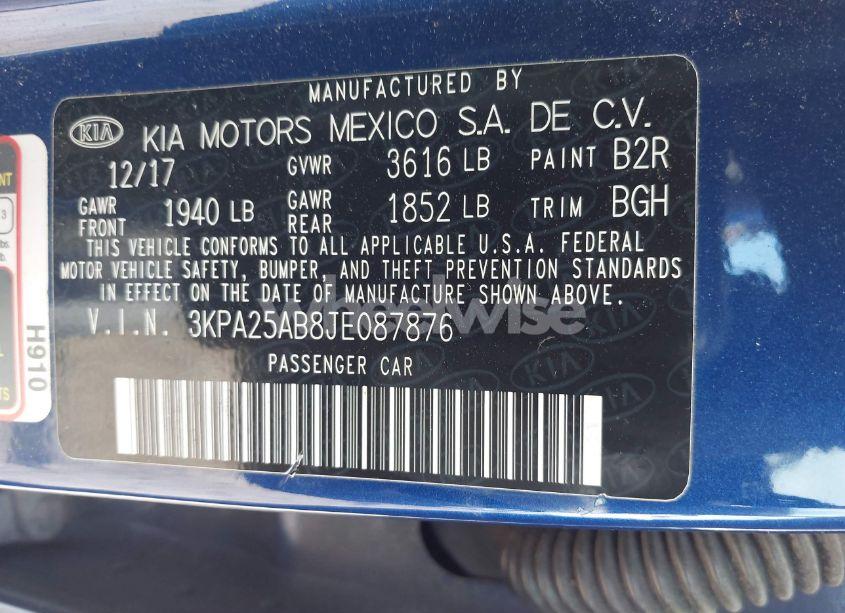 MANUFACTURED BY
KIA KIA MOTORS MEXICO S.A. DE C.V.
12/17 GVWR 3616 LB PAINT B2R
GAWR FRONT 1940 LB GAWR REAR 1852 LB TRIM BGH
THIS VEHICLE CONFORMS TO ALL APPLICABLE U.S.A. FEDERAL
MOTOR VEHICLE SAFETY, BUMPER, AND THEFT PREVENTION STANDARDS
IN EFFECT ON THE DATE OF MANUFACTURE SHOWN ABOVE.
V.I.N. 3KPA25AB8JE087876
PASSENGER CAR
H910